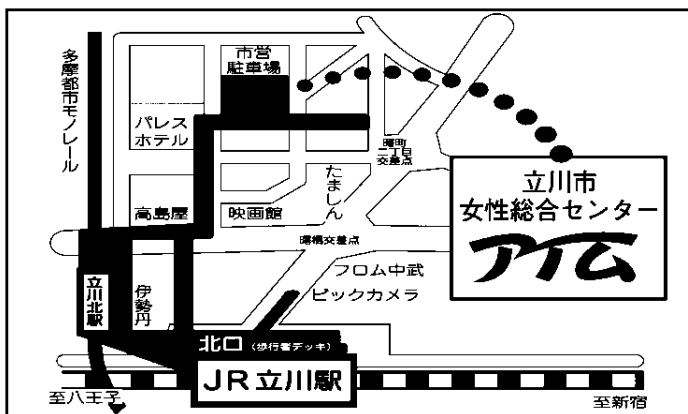 市営
駐車場
多摩都市モノレール
パレス
ホテル
曙町
二丁目
交差点
立川市
女性総合センター
アイム
たましん
高島屋
映画館
曙橋交差点
フロム中武
ビックカメラ
立川北駅
伊勢丹
北口(歩行者デッキ)
JR立川駅
至八王子
至新宿